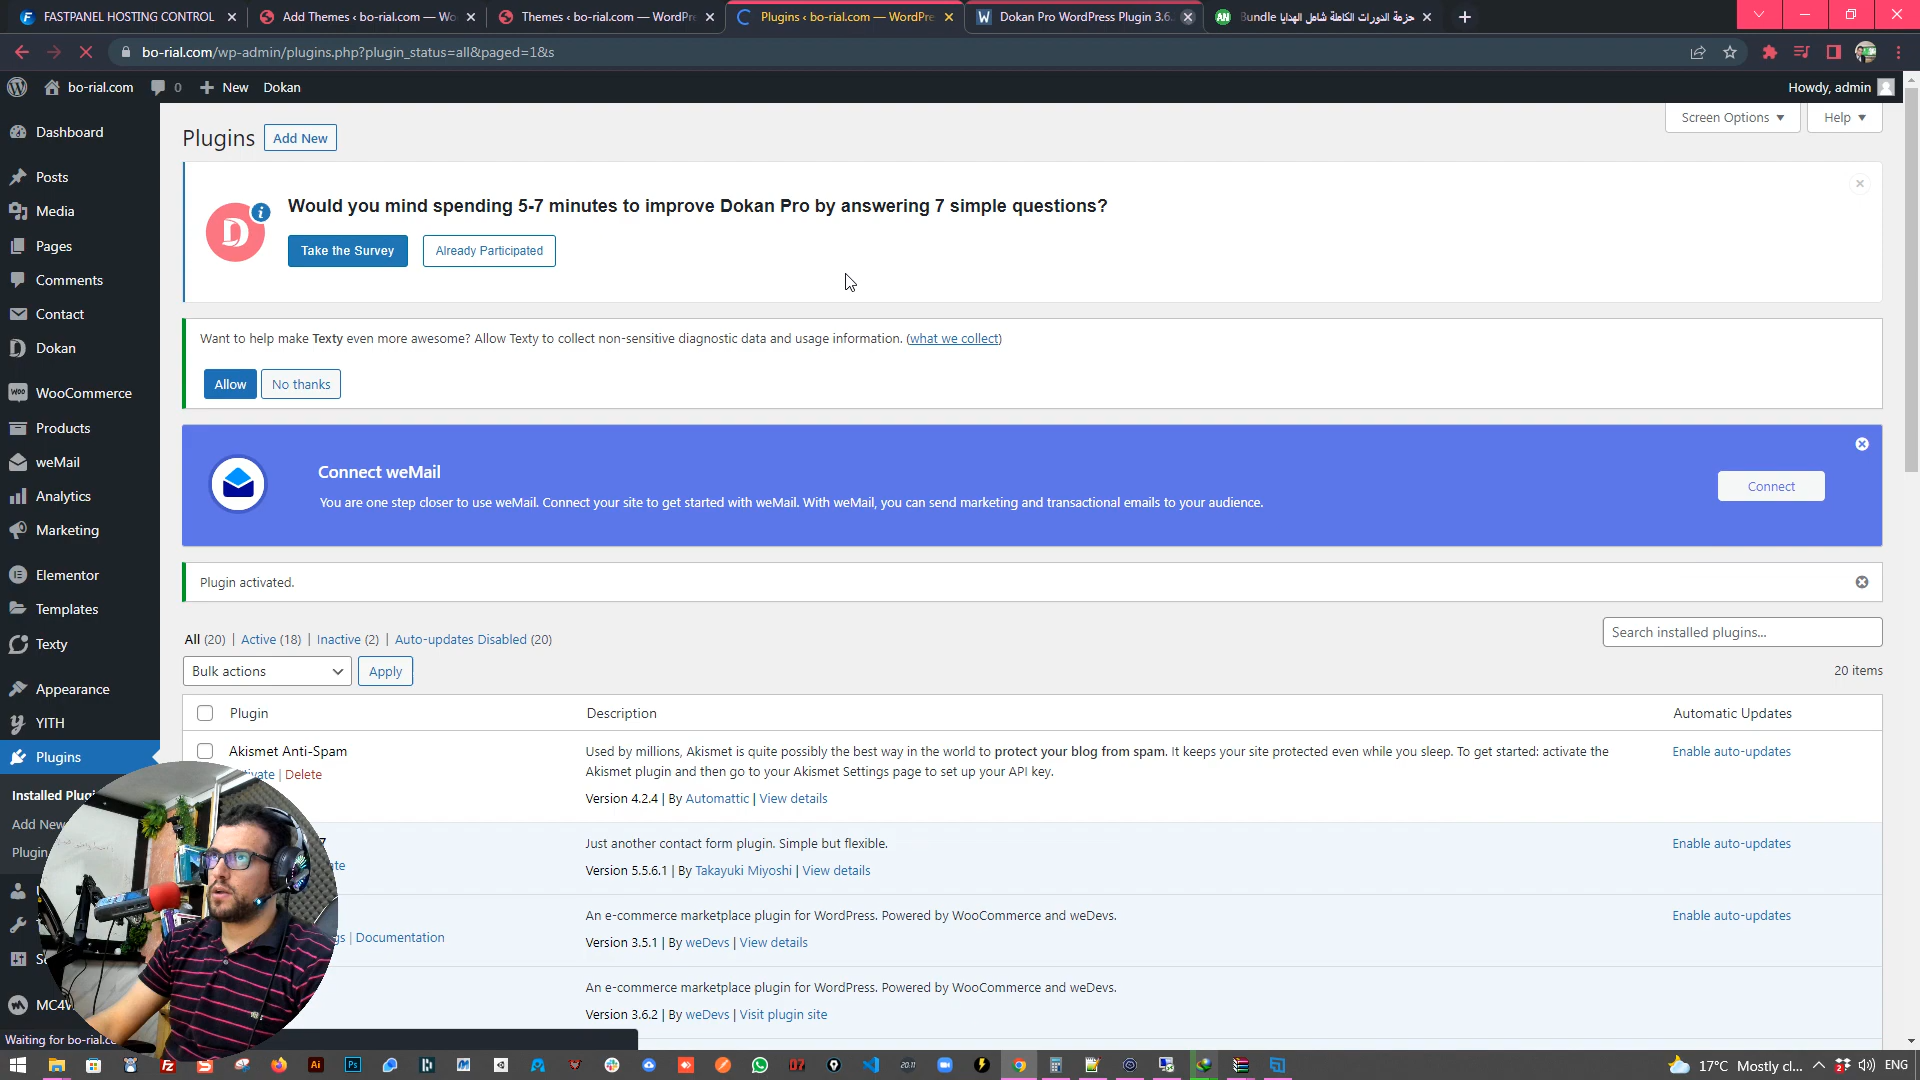 FASTPANEL HOSTING CONTROL
Add Themes ‹ bo-rial.com — Wo
Themes ‹ bo-rial.com — WordPre
Plugins ‹ bo-rial.com — WordPre
Dokan Pro WordPress Plugin 3.6.
Bundle حزمة الدورات الكاملة شامل الهدايا
bo-rial.com/wp-admin/plugins.php?plugin_status=all&paged=1&s
bo-rial.com
0
New
Dokan
Howdy, admin
Dashboard
Posts
Media
Pages
Comments
Contact
Dokan
WooCommerce
Products
weMail
Analytics
Marketing
Elementor
Templates
Texty
Appearance
YITH
Plugins
Installed Plugi
Add New
Plugin
MC4W
Waiting for bo-rial.c
Screen Options
Help
Plugins
Add New
Would you mind spending 5-7 minutes to improve Dokan Pro by answering 7 simple questions?
Take the Survey
Already Participated
Want to help make Texty even more awesome? Allow Texty to collect non-sensitive diagnostic data and usage information. (what we collect)
Allow
No thanks
Connect weMail
You are one step closer to use weMail. Connect your site to get started with weMail. With weMail, you can send marketing and transactional emails to your audience.
Connect
Plugin activated.
All (20) | Active (18) | Inactive (2) | Auto-updates Disabled (20)
Search installed plugins...
Bulk actions
Apply
20 items
Plugin
Description
Automatic Updates
Akismet Anti-Spam
Used by millions, Akismet is quite possibly the best way in the world to protect your blog from spam. It keeps your site protected even while you sleep. To get started: activate the
Akismet plugin and then go to your Akismet Settings page to set up your API key.
Enable auto-updates
| Delete
Version 4.2.4 | By Automattic | View details
Just another contact form plugin. Simple but flexible.
Enable auto-updates
Version 5.5.6.1 | By Takayuki Miyoshi | View details
An e-commerce marketplace plugin for WordPress. Powered by WooCommerce and weDevs.
Enable auto-updates
| Documentation
Version 3.5.1 | By weDevs | View details
An e-commerce marketplace plugin for WordPress. Powered by WooCommerce and weDevs.
Version 3.6.2 | By weDevs | Visit plugin site
17°C Mostly cl...
ENG